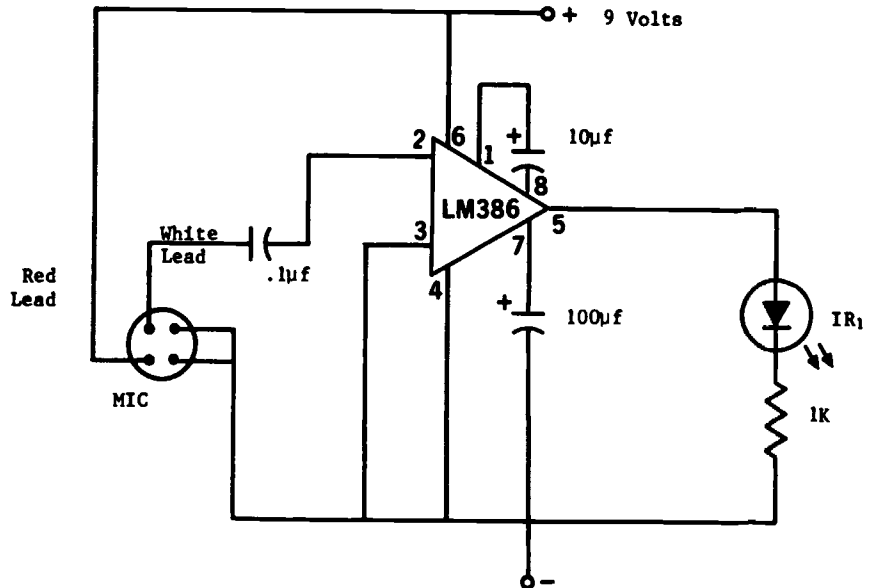 + 9 Volts
2
6
1
+
10µf
8
LM386
5
3
7
4
White
Lead
.1µf
Red
Lead
+
100µf
IR₁
MIC
1K
-